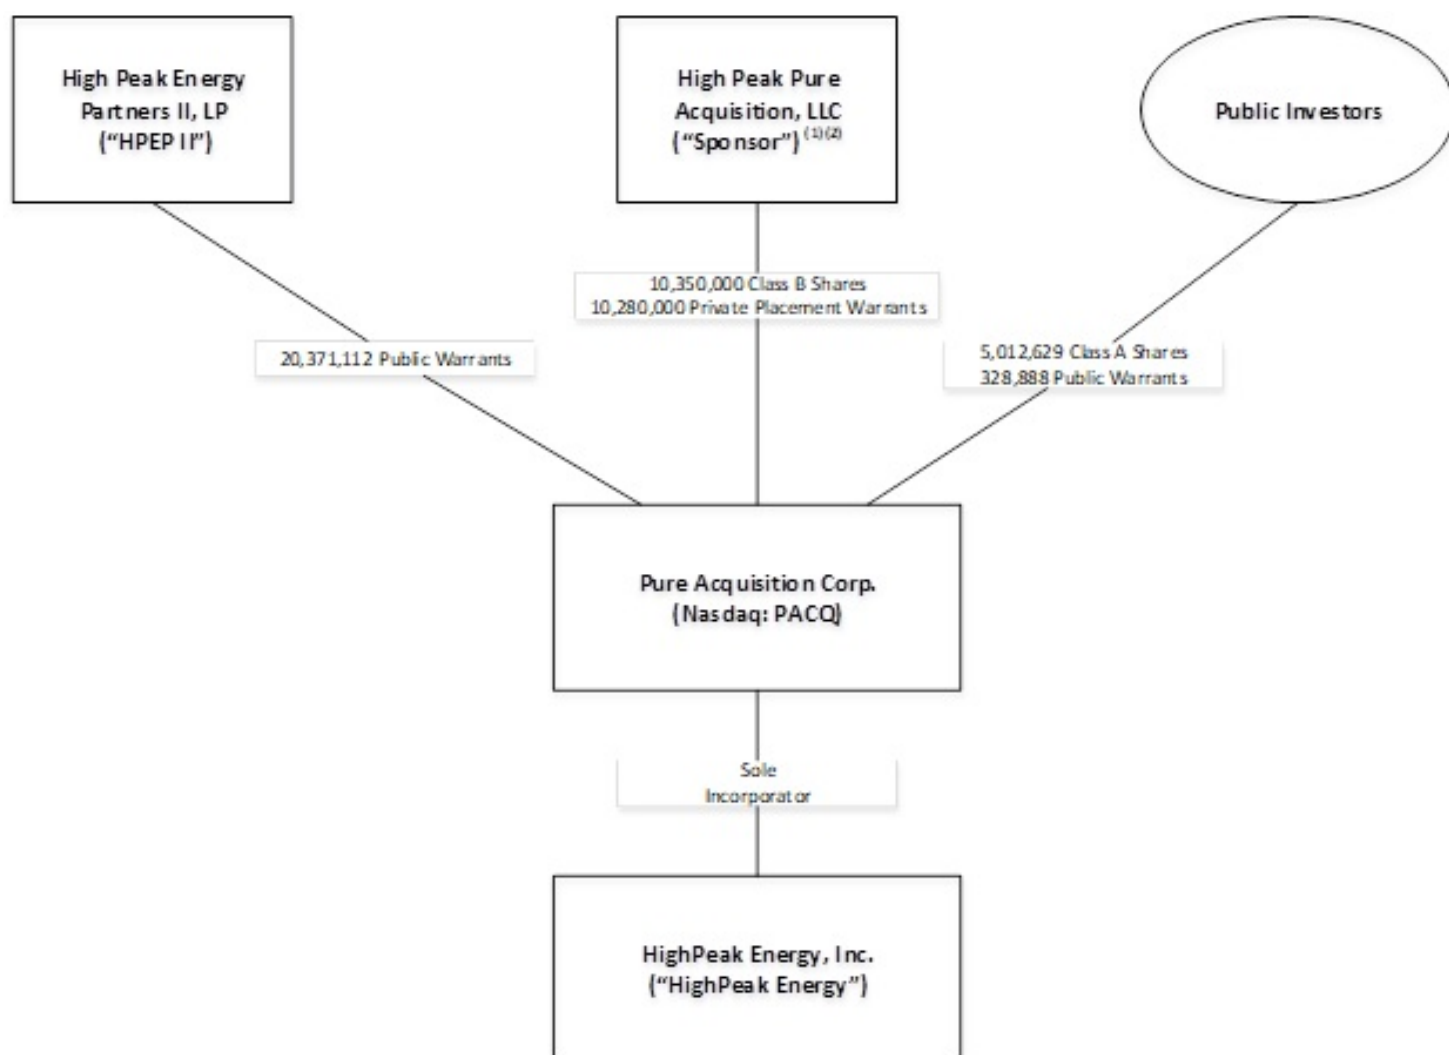 High Peak Energy
Partners II, LP
(“HPEP II”)
High Peak Pure
Acquisition, LLC
(“Sponsor”) (1)(2)
Public Investors
10,350,000 Class B Shares
10,280,000 Private Placement Warrants
20,371,112 Public Warrants
5,012,629 Class A Shares
328,888 Public Warrants
Pure Acquisition Corp.
(Nasdaq: PACQ)
Sole
Incorporator
HighPeak Energy, Inc.
(“HighPeak Energy”)